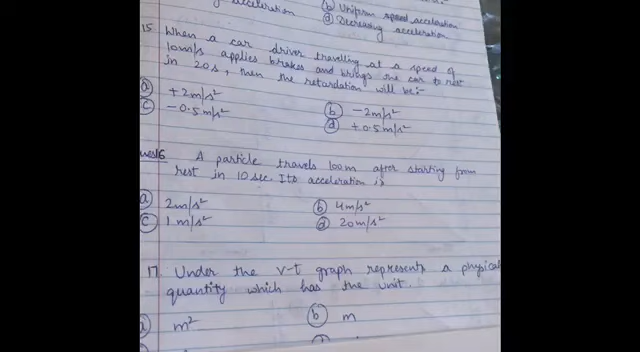 acceleration
(b) Uniform speed acceleration
(d) Decreasing acceleration
15 When a car driver travelling at a speed of
10m/s applies brakes and brings the car to rest
in 20s, then the retardation will be:-
(a) +2m/s²
(b) -2m/s²
(c) -0.5m/s²
(d) +0.5m/s²
A particle travels 100m after starting from
rest in 10 sec. Its acceleration is
(a) 2m/s²
(b) 4m/s²
(c) 1m/s²
(d) 20m/s²
17 Under the v-t graph represents a physical
quantity which has the unit.
(a) m²
(b) m